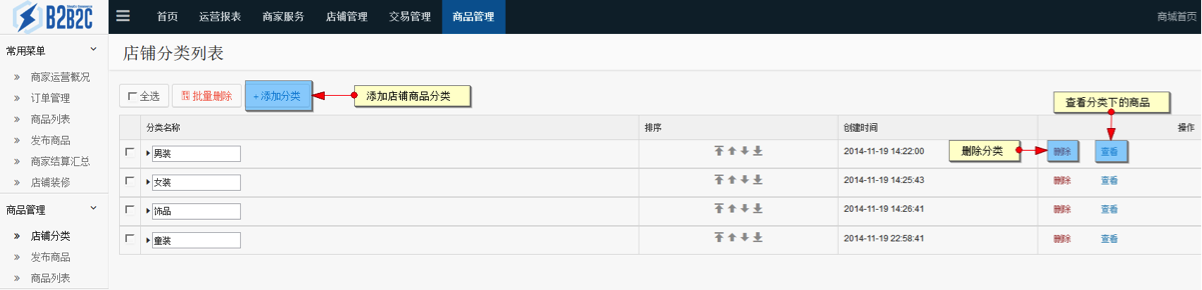 B2B2C
首页 运营报表 商家服务 店铺管理 交易管理 商品管理 商城首页
常用菜单
商家运营概况
订单管理
商品列表
发布商品
商家结算汇总
店铺装修
商品管理
店铺分类
发布商品
商品列表
店铺分类列表
全选 批量删除 +添加分类 添加店铺商品分类
查看分类下的商品
分类名称 排序 创建时间 操作
男装 2014-11-19 14:22:00 删除分类 删除 查看
女装 2014-11-19 14:25:43 删除 查看
饰品 2014-11-19 14:26:41 删除 查看
童装 2014-11-19 22:58:41 删除 查看